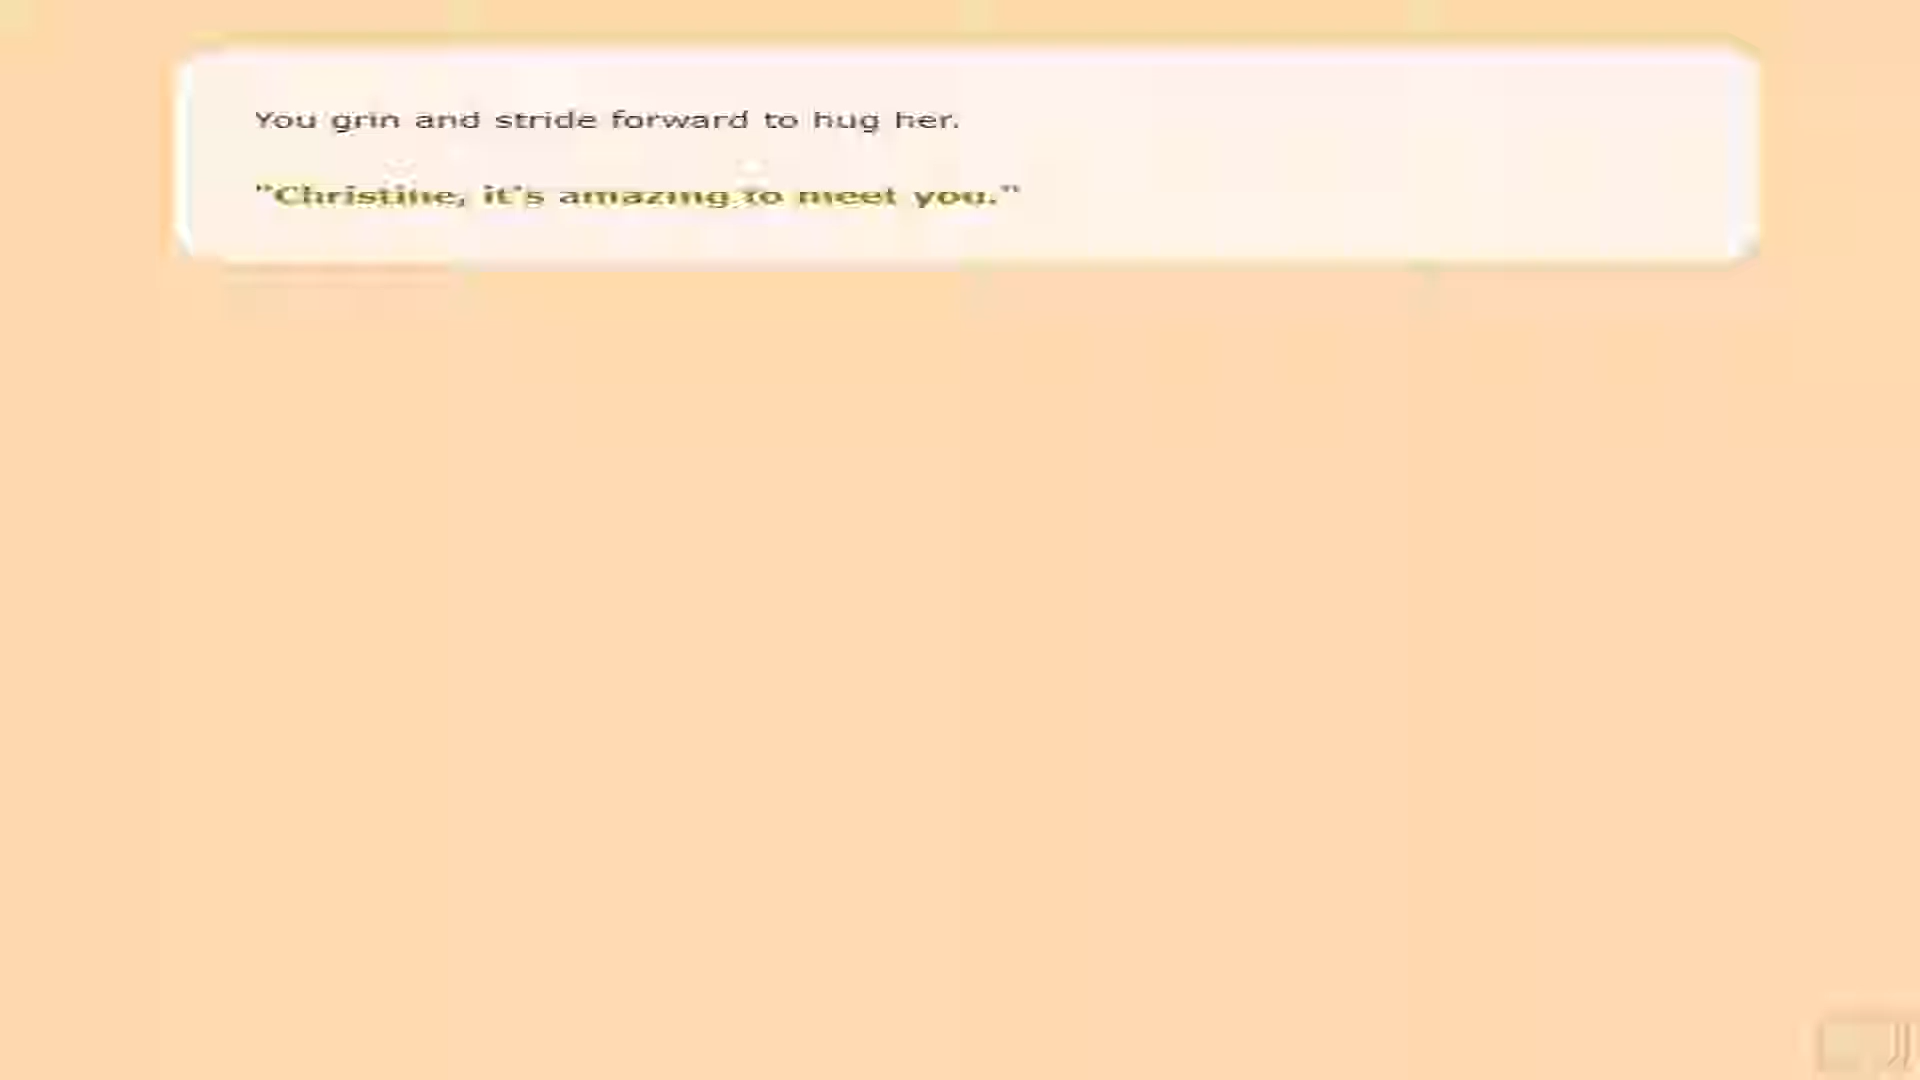 You grin and stride forward to hug her.
"Christine, it's amazing to meet you."